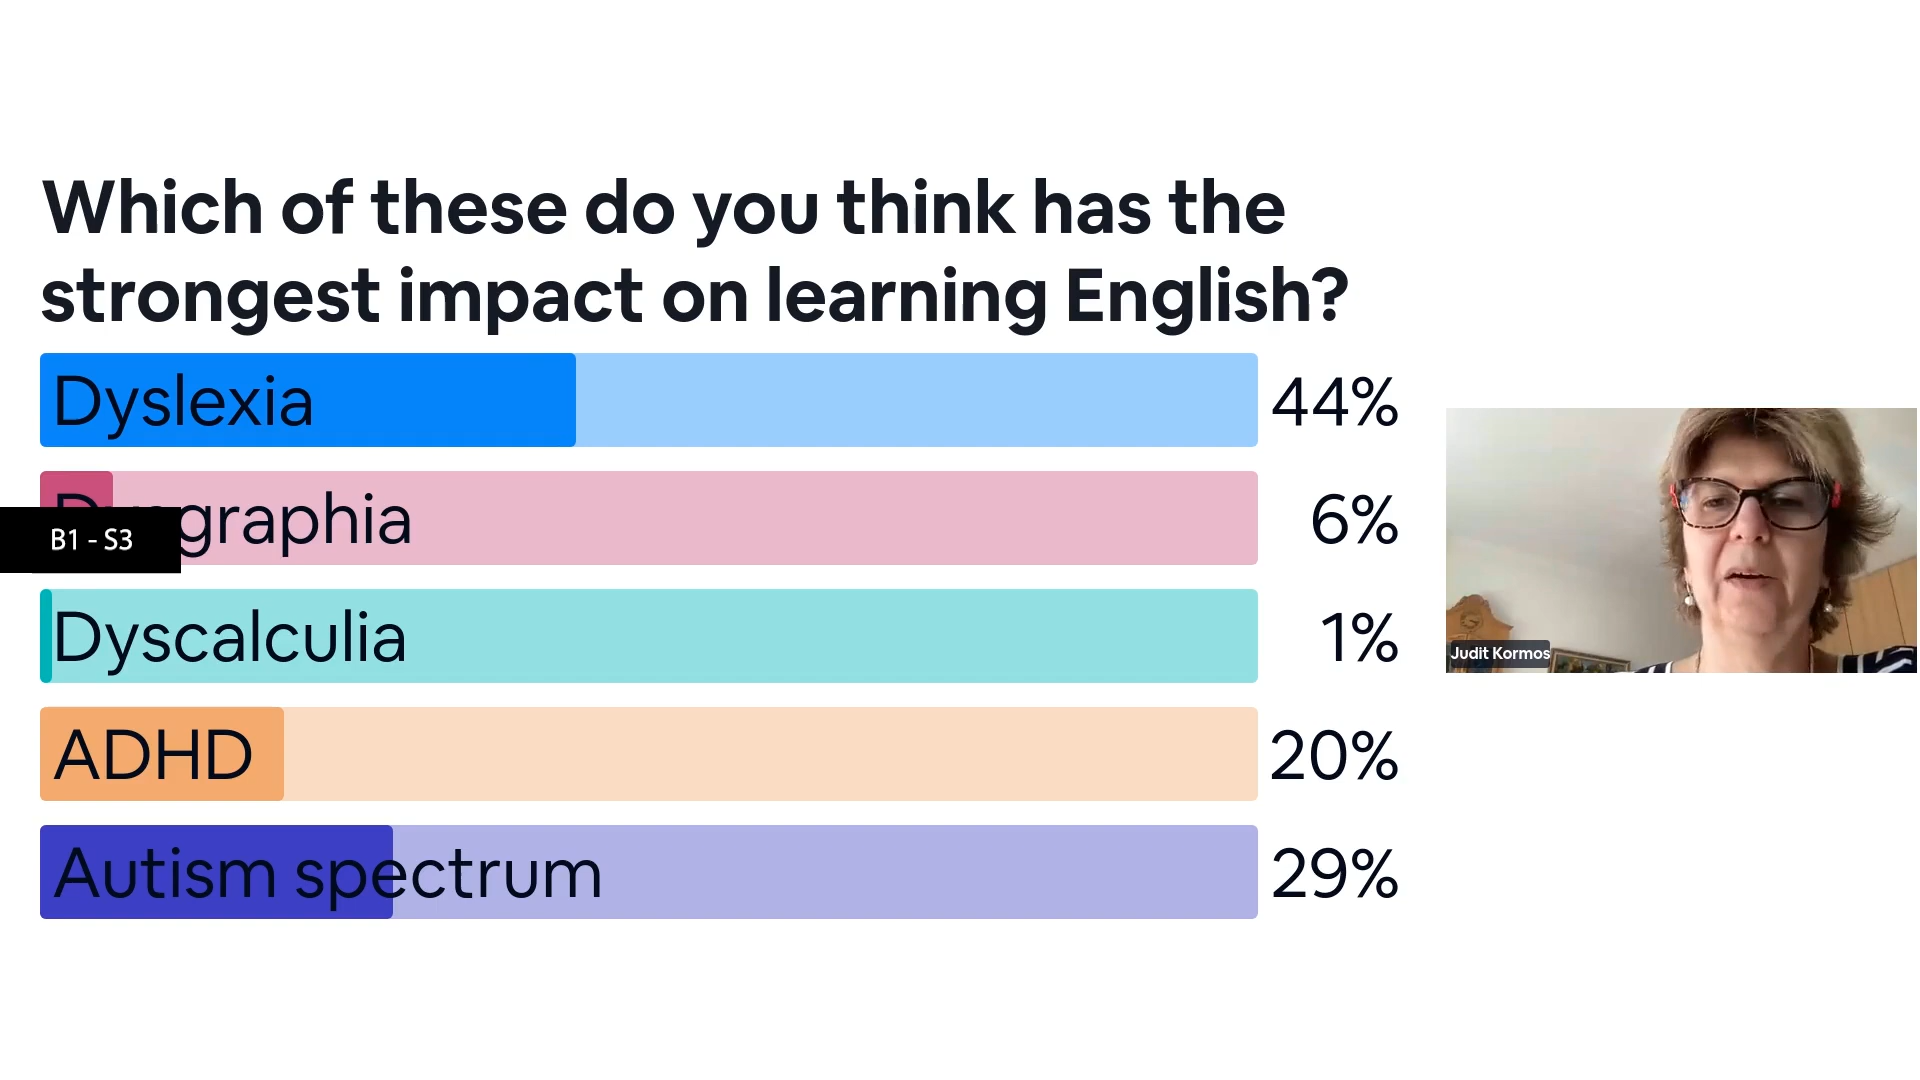 Which of these do you think has the
strongest impact on learning English?
Dyslexia 44%
graphia 6%
B1 - S3
Dyscalculia 1%
ADHD 20%
Autism spectrum 29%
Judit Kormos